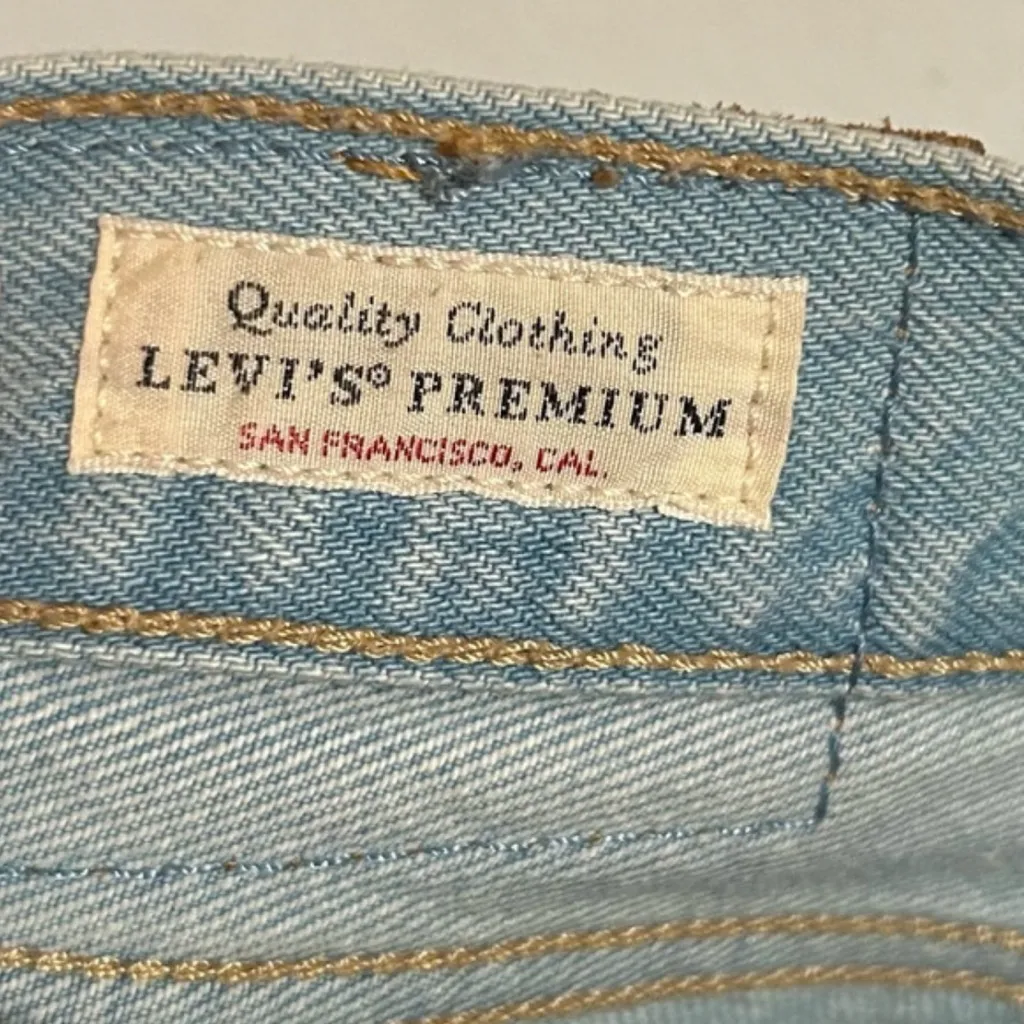 Quality Clothing
LEVI'S® PREMIUM
SAN FRANCISCO, CAL.